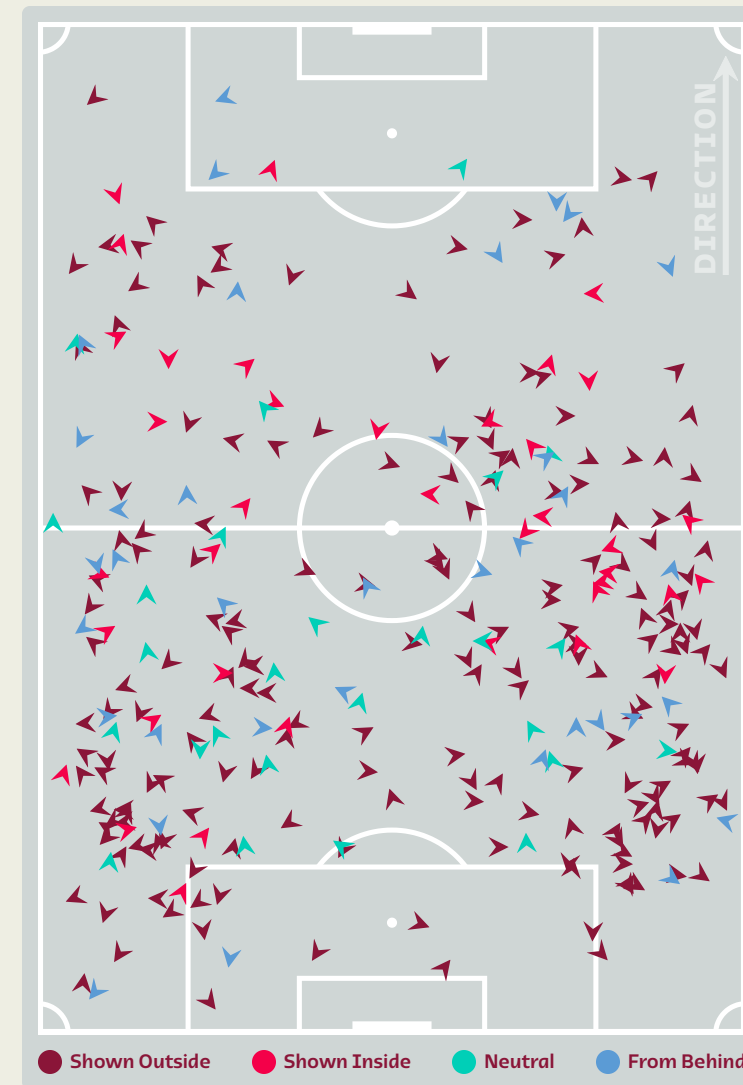 DIRECTION
Shown Outside
Shown Inside
Neutral
From Behind